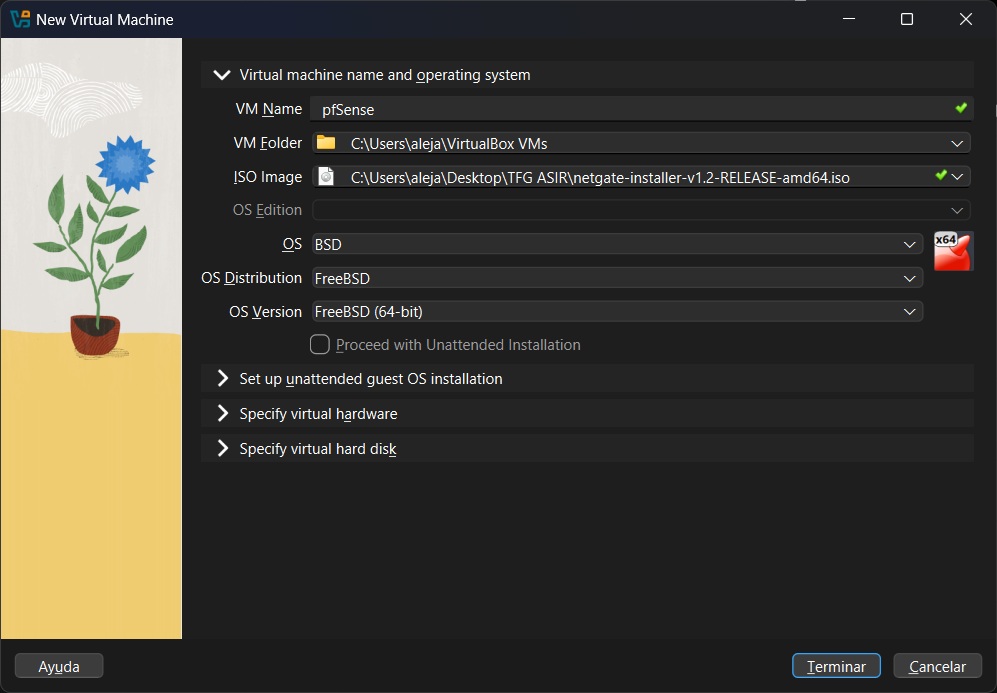 New Virtual Machine
Virtual machine name and operating system
VM Name pfSense
VM Folder C:\Users\aleja\VirtualBox VMs
ISO Image C:\Users\aleja\Desktop\TFG ASIR\netgate-installer-v1.2-RELEASE-amd64.iso
OS Edition
OS BSD x64
OS Distribution FreeBSD
OS Version FreeBSD (64-bit)
Proceed with Unattended Installation
Set up unattended guest OS installation
Specify virtual hardware
Specify virtual hard disk
Ayuda Terminar Cancelar